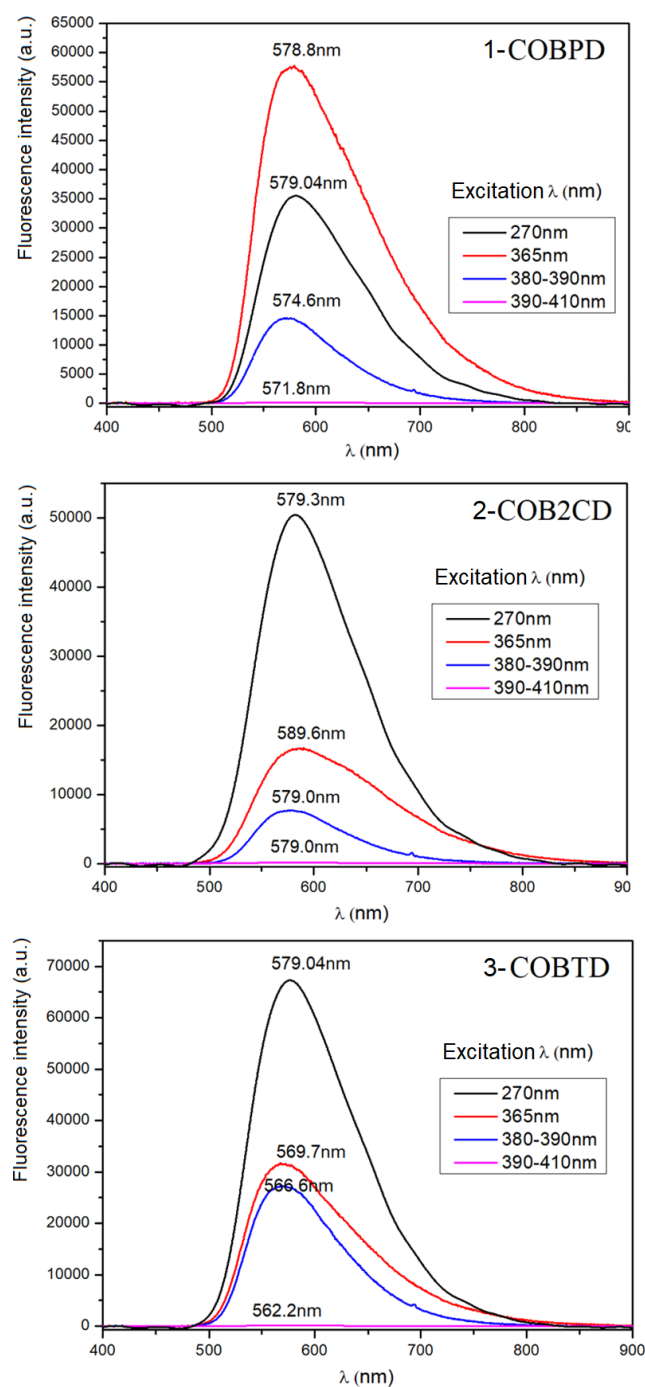 1-COBPD
Fluorescence intensity (a.u.)
65000
60000
55000
50000
45000
40000
35000
30000
25000
20000
15000
10000
5000
0
578.8nm
579.04nm
574.6nm
571.8nm
Excitation λ (nm)
270nm
365nm
380-390nm
390-410nm
400 500 600 700 800 900
λ (nm)
2-COB2CD
Fluorescence intensity (a.u.)
50000
40000
30000
20000
10000
0
579.3nm
589.6nm
579.0nm
579.0nm
Excitation λ (nm)
270nm
365nm
380-390nm
390-410nm
400 500 600 700 800 900
λ (nm)
3-COBTD
Fluorescence intensity (a.u.)
70000
60000
50000
40000
30000
20000
10000
0
579.04nm
569.7nm
566.6nm
562.2nm
Excitation λ (nm)
270nm
365nm
380-390nm
390-410nm
400 500 600 700 800 900
λ (nm)